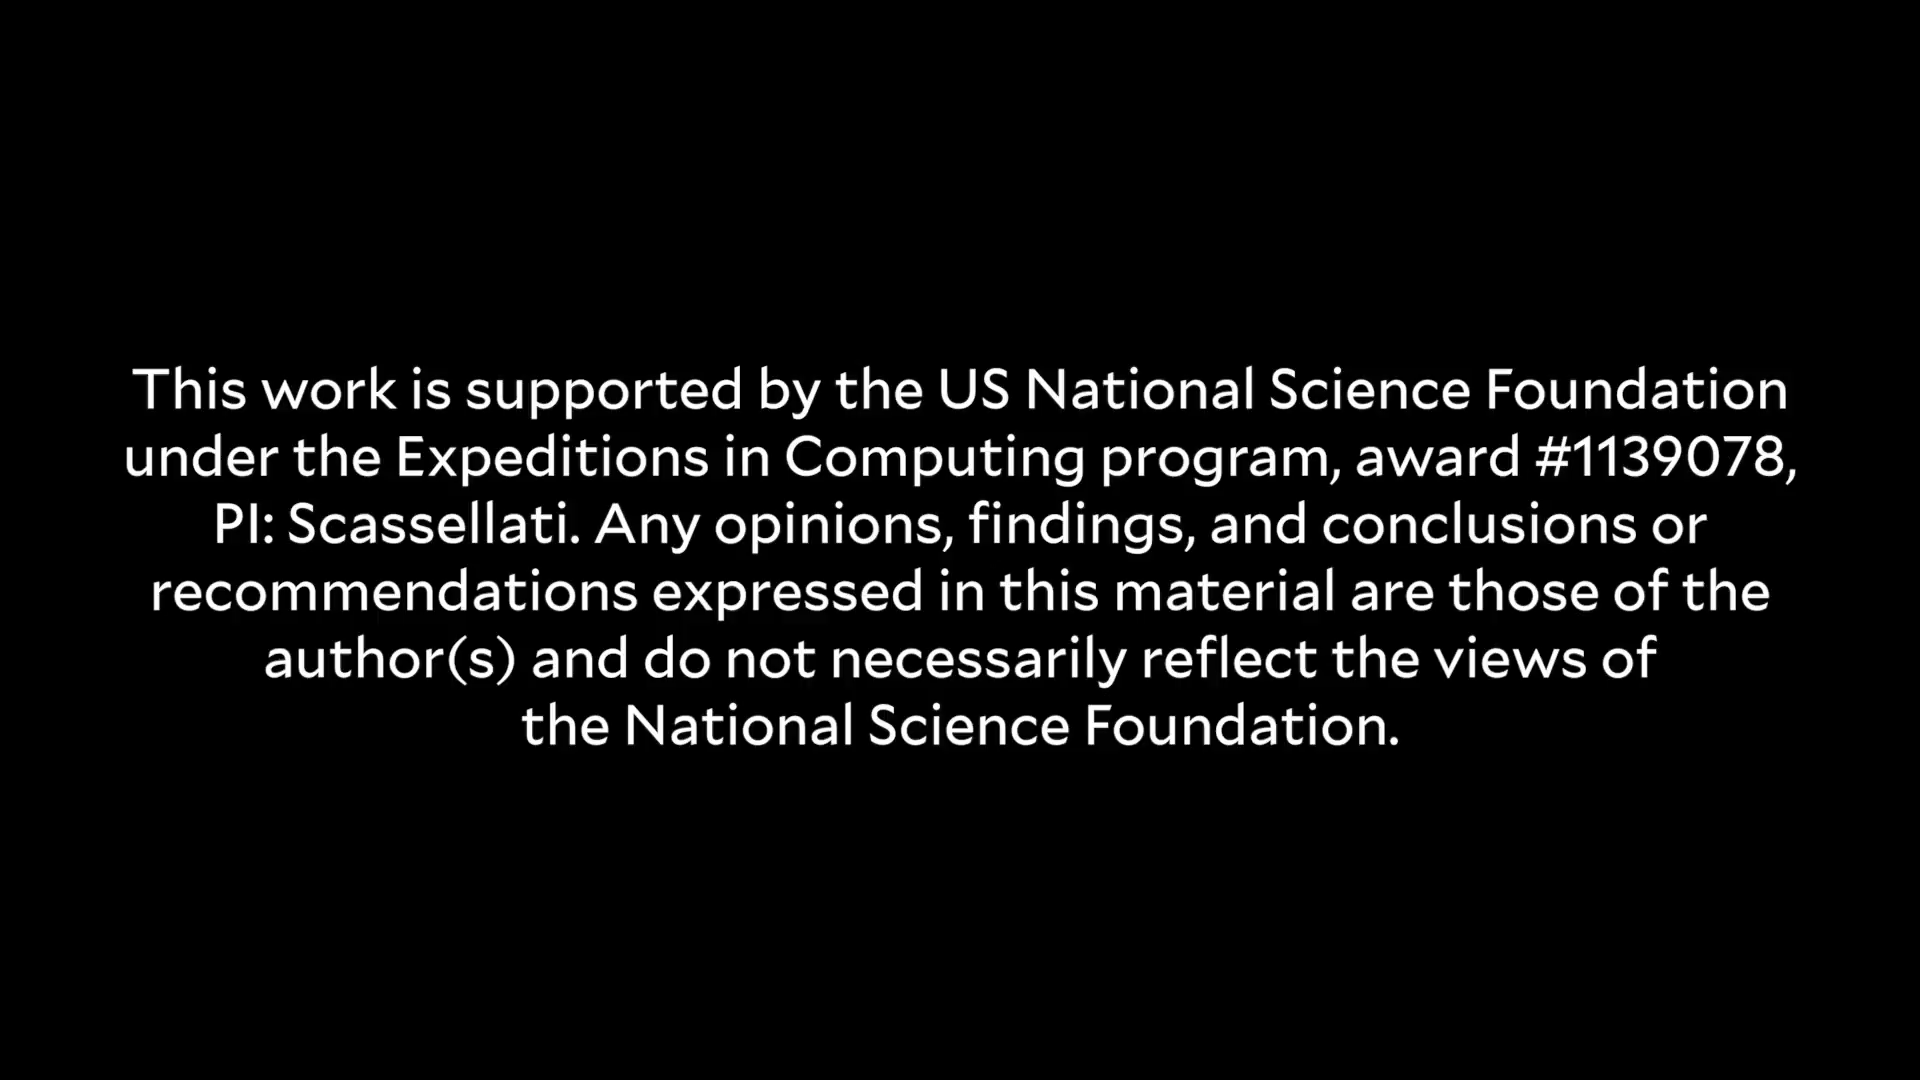 This work is supported by the US National Science Foundation
under the Expeditions in Computing program, award #1139078,
PI: Scassellati. Any opinions, findings, and conclusions or
recommendations expressed in this material are those of the
author(s) and do not necessarily reflect the views of
the National Science Foundation.